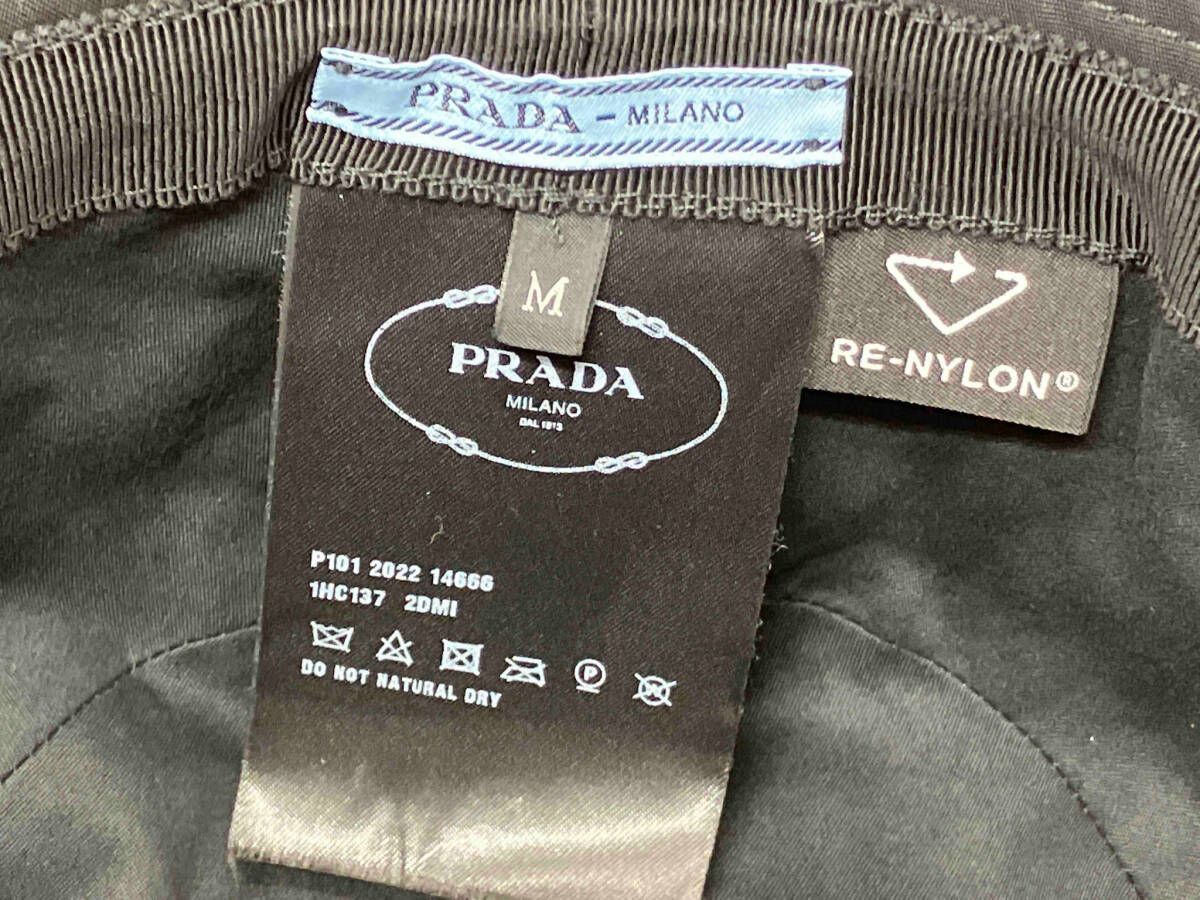 PRADA – MILANO
M
PRADA
MILANO
DAL 1913
RE-NYLON®
P101 2022 14666
1HC137 2DMI
P
W
DO NOT NATURAL DRY